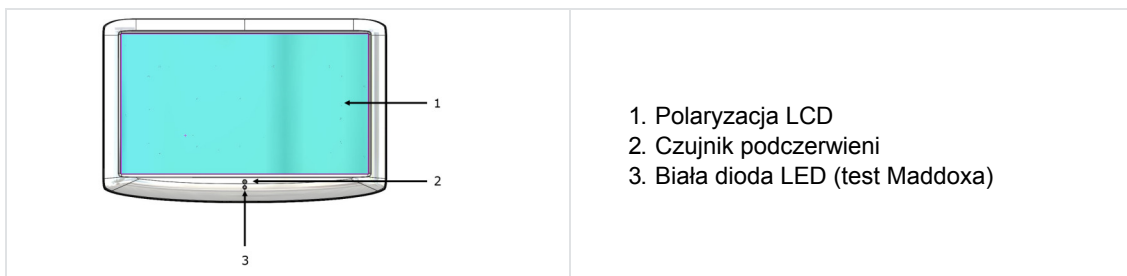 1
2
3
1. Polaryzacja LCD
2. Czujnik podczerwieni
3. Biała dioda LED (test Maddoxa)